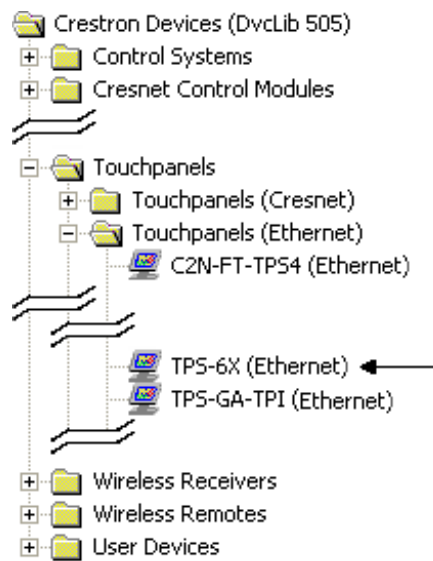 Crestron Devices (DvcLib 505)
Control Systems
Cresnet Control Modules
Touchpanels
Touchpanels (Cresnet)
Touchpanels (Ethernet)
C2N-FT-TPS4 (Ethernet)
TPS-6X (Ethernet)
TPS-GA-TPI (Ethernet)
Wireless Receivers
Wireless Remotes
User Devices